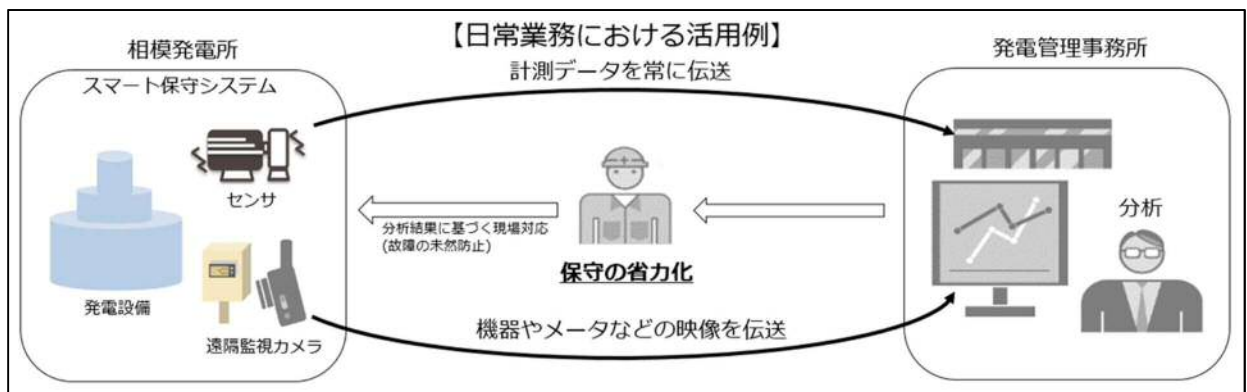 【日常業務における活用例】
相模発電所
スマート保守システム
センサ
発電設備
遠隔監視カメラ
計測データを常に伝送
分析結果に基づく現場対応
(故障の未然防止)
保守の省力化
機器やメータなどの映像を伝送
発電管理事務所
分析